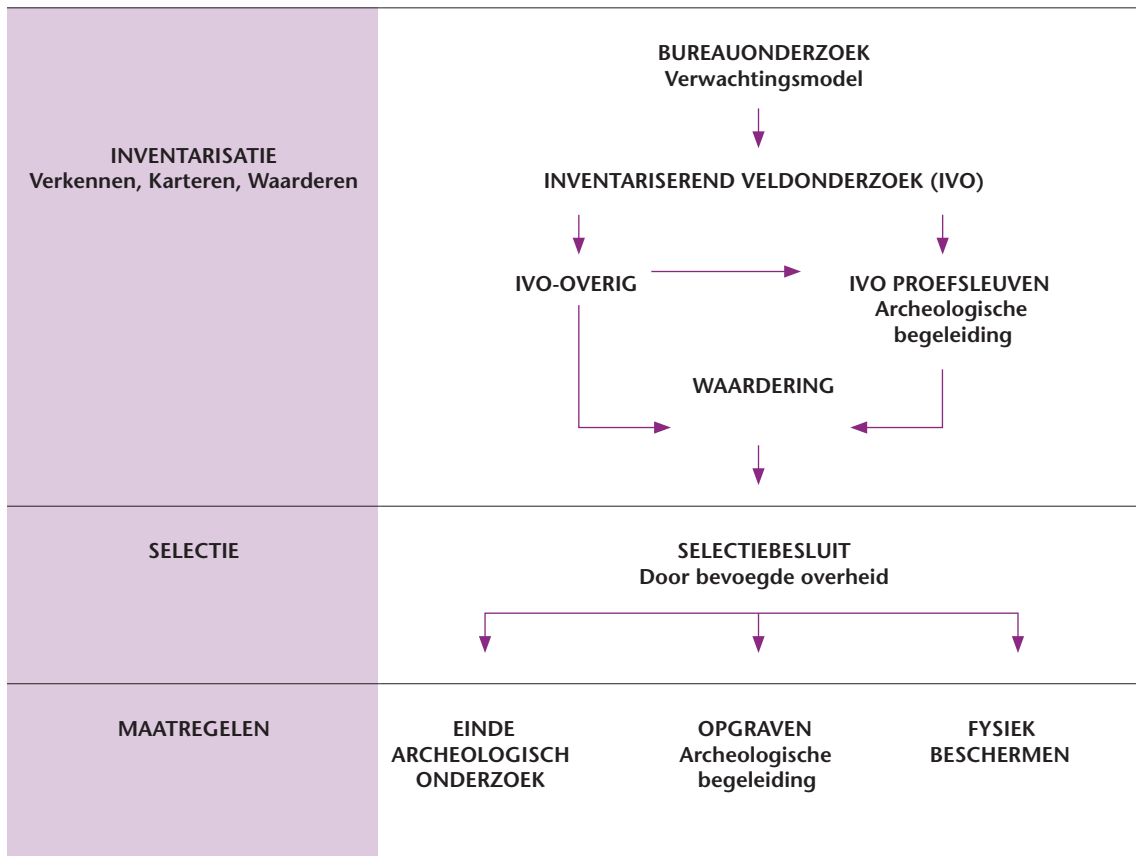 BUREAUONDERZOEK
Verwachtingsmodel
INVENTARISATIE
Verkennen, Karteren, Waarderen
INVENTARISEREND VELDONDERZOEK (IVO)
IVO-OVERIG
IVO PROEFSLEUVEN
Archeologische
begeleiding
WAARDERING
SELECTIE
SELECTIEBESLUIT
Door bevoegde overheid
MAATREGELEN
EINDE
ARCHEOLOGISCH
ONDERZOEK
OPGRAVEN
Archeologische
begeleiding
FYSIEK
BESCHERMEN